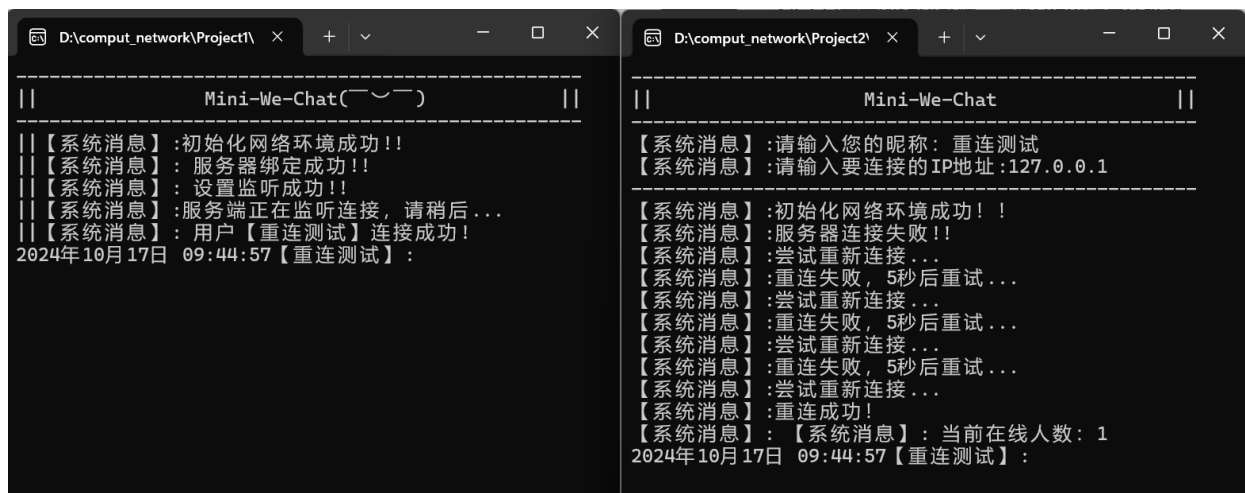 D:\comput_network\Project1\
Mini-We-Chat(￣︶￣)
||【系统消息】:初始化网络环境成功!!
||【系统消息】: 服务器绑定成功!!
||【系统消息】: 设置监听成功!!
||【系统消息】:服务端正在监听连接，请稍后...
||【系统消息】: 用户【重连测试】连接成功!
2024年10月17日 09:44:57【重连测试】:
D:\comput_network\Project2\
|| Mini-We-Chat ||
【系统消息】:请输入您的昵称: 重连测试
【系统消息】:请输入要连接的IP地址:127.0.0.1
【系统消息】:初始化网络环境成功！！
【系统消息】:服务器连接失败!!
【系统消息】:尝试重新连接...
【系统消息】:重连失败，5秒后重试...
【系统消息】:尝试重新连接...
【系统消息】:重连失败，5秒后重试...
【系统消息】:尝试重新连接...
【系统消息】:重连失败，5秒后重试...
【系统消息】:尝试重新连接...
【系统消息】:重连成功!
【系统消息】: 【系统消息】: 当前在线人数: 1
2024年10月17日 09:44:57【重连测试】: